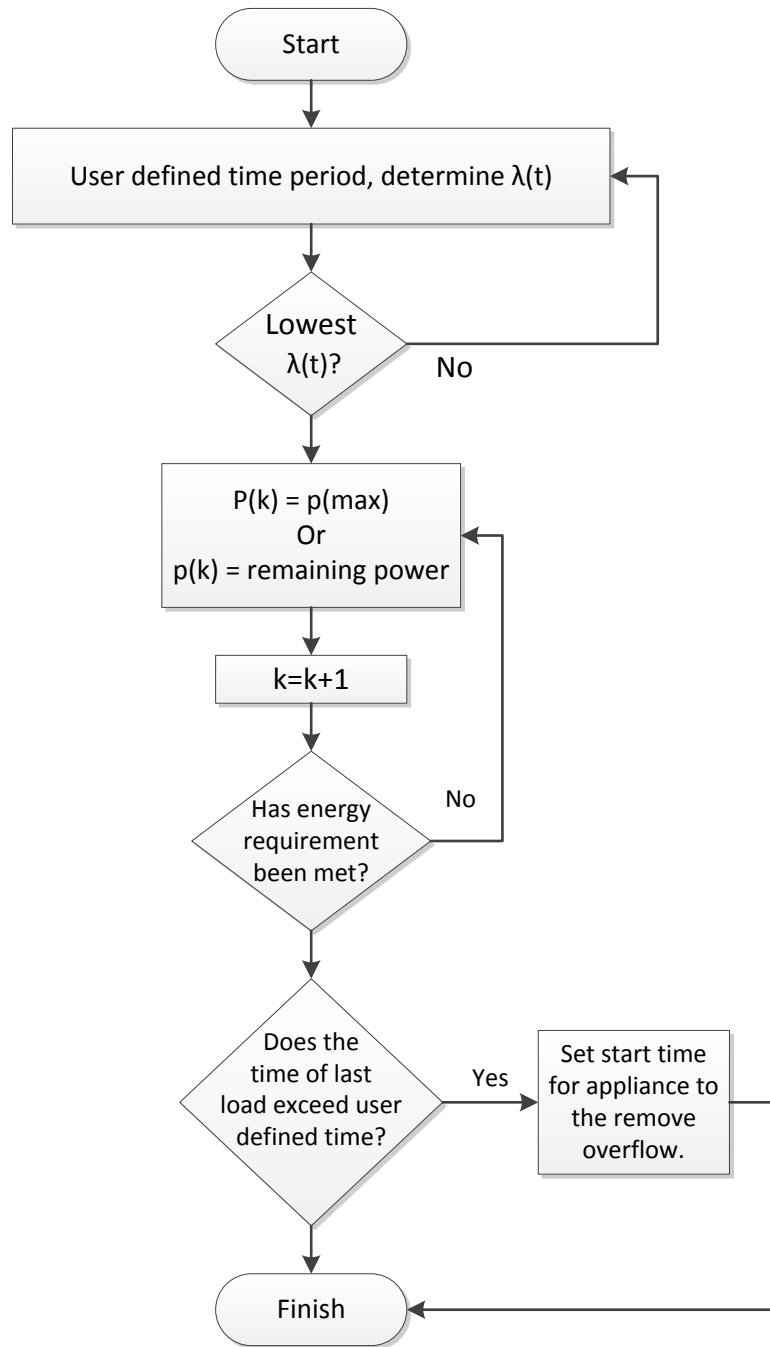 Start
User defined time period, determine λ(t)
Lowest
λ(t)?
No
P(k) = p(max)
Or
p(k) = remaining power
k=k+1
Has energy
requirement
been met?
No
Does the
time of last
load exceed user
defined time?
Yes
Set start time
for appliance to
the remove
overflow.
Finish